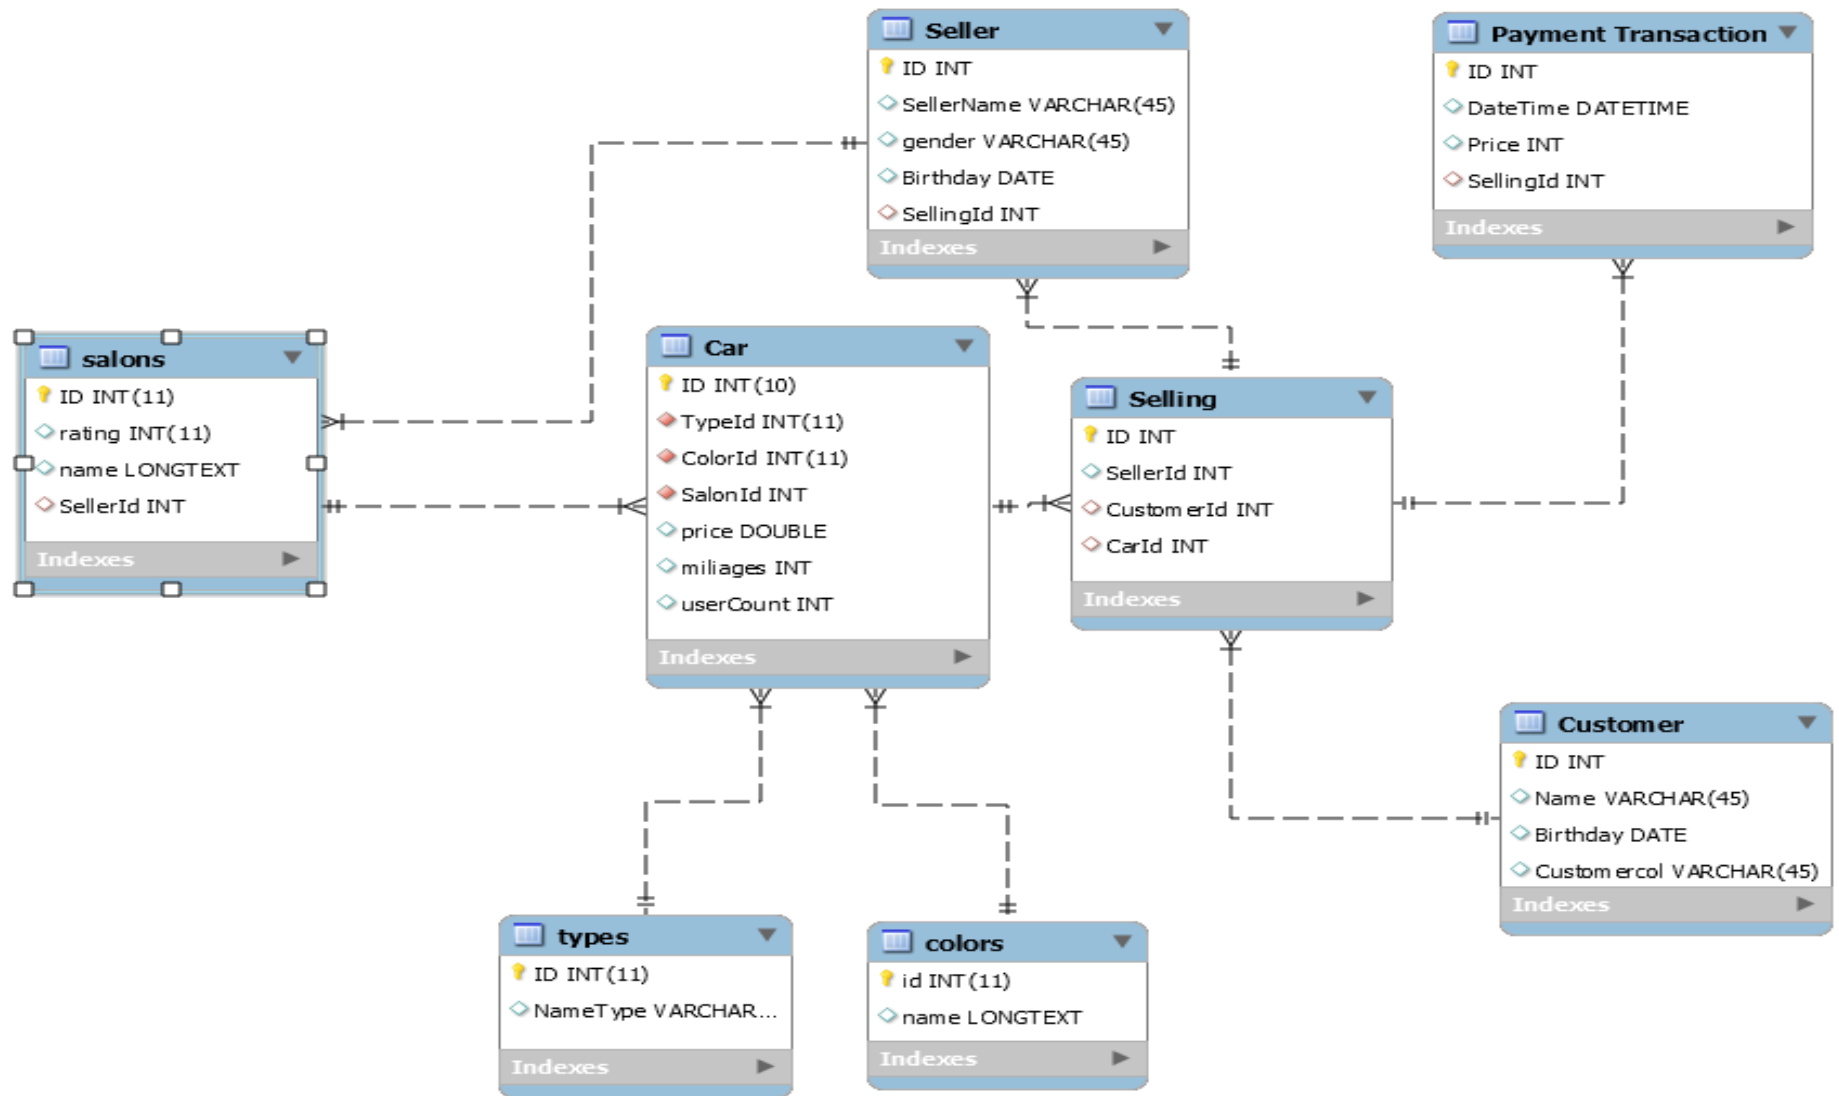 Seller
ID INT
SellerName VARCHAR(45)
gender VARCHAR(45)
Birthday DATE
SellingId INT
Indexes
Payment Transaction
ID INT
DateTime DATETIME
Price INT
SellingId INT
Indexes
salons
ID INT(11)
rating INT(11)
name LONGTEXT
SellerId INT
Indexes
Car
ID INT(10)
TypeId INT(11)
ColorId INT(11)
SalonId INT
price DOUBLE
miliages INT
userCount INT
Indexes
Selling
ID INT
SellerId INT
CustomerId INT
CarId INT
Indexes
Customer
ID INT
Name VARCHAR(45)
Birthday DATE
Customercol VARCHAR(45)
Indexes
types
ID INT(11)
NameType VARCHAR...
Indexes
colors
id INT(11)
name LONGTEXT
Indexes